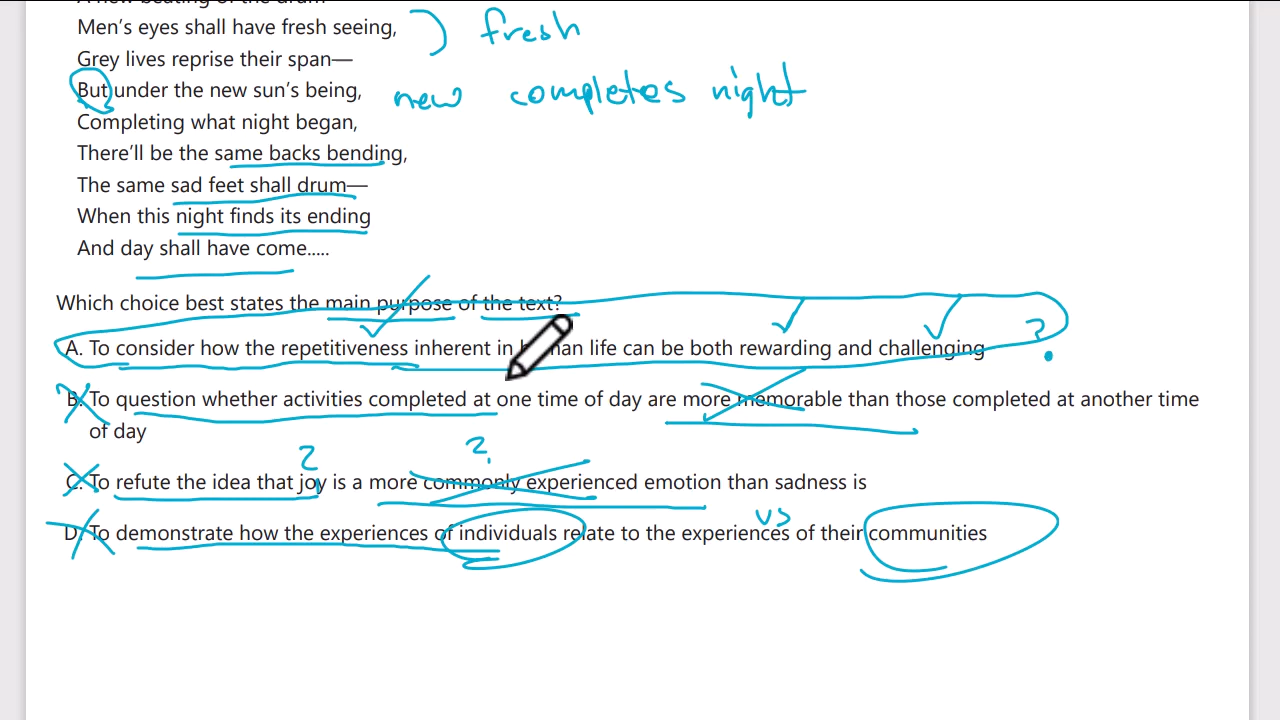 A new beating of the drum—
Men's eyes shall have fresh seeing, fresh
Grey lives reprise their span—
But under the new sun's being, new completes night
Completing what night began,
There'll be the same backs bending,
The same sad feet shall drum—
When this night finds its ending
And day shall have come.....
Which choice best states the main purpose of the text?
A. To consider how the repetitiveness inherent in human life can be both rewarding and challenging ?
B. To question whether activities completed at one time of day are more memorable than those completed at another time
of day
? ?
C. To refute the idea that joy is a more commonly experienced emotion than sadness is
vs
D. To demonstrate how the experiences of individuals relate to the experiences of their communities